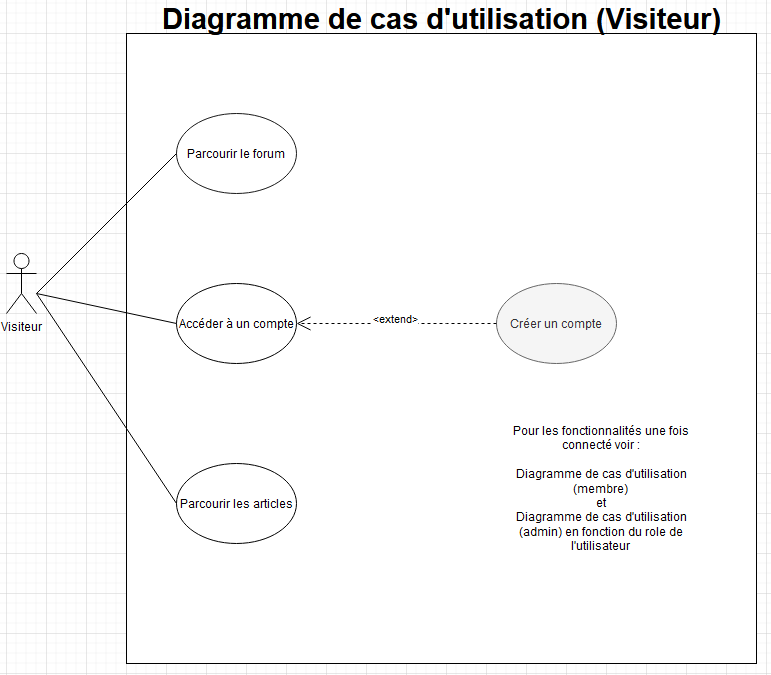 Diagramme de cas d'utilisation (Visiteur)
Parcourir le forum
Visiteur
Accéder à un compte
<extend>
Créer un compte
Parcourir les articles
Pour les fonctionnalités une fois
connecté voir :
Diagramme de cas d'utilisation
(membre)
et
Diagramme de cas d'utilisation
(admin) en fonction du role de
l'utilisateur